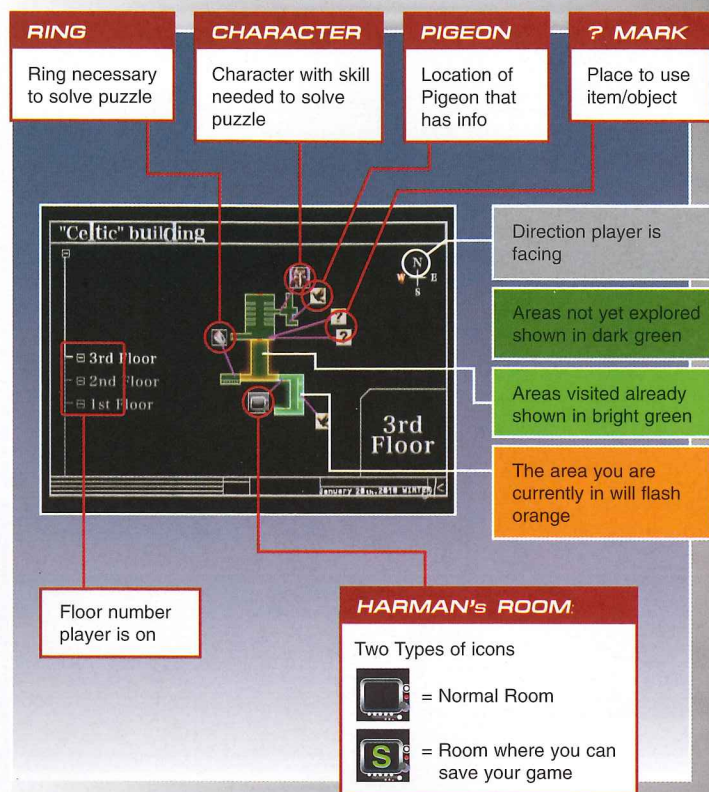 RING
Ring necessary
to solve puzzle
CHARACTER
Character with skill
needed to solve
puzzle
PIGEON
Location of
Pigeon that
has info
? MARK
Place to use
item/object
"Celtic" building
N
W E
S
?
?
3rd Floor
2nd Floor
1st Floor
3rd
Floor
January 20th.2010 WINTER
Direction player is
facing
Areas not yet explored
shown in dark green
Areas visited already
shown in bright green
The area you are
currently in will flash
orange
Floor number
player is on
HARMAN's ROOM:
Two Types of icons
= Normal Room
S
= Room where you can
save your game